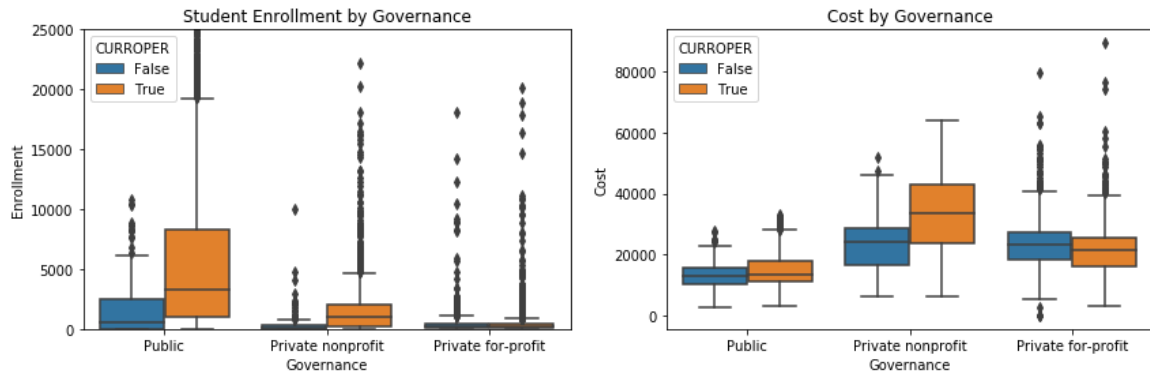 Student Enrollment by Governance
25000
20000
15000
10000
5000
0
Enrollment
CURROPER
False
True
Public
Private nonprofit
Private for-profit
Governance
Cost by Governance
80000
60000
40000
20000
0
Cost
CURROPER
False
True
Public
Private nonprofit
Private for-profit
Governance